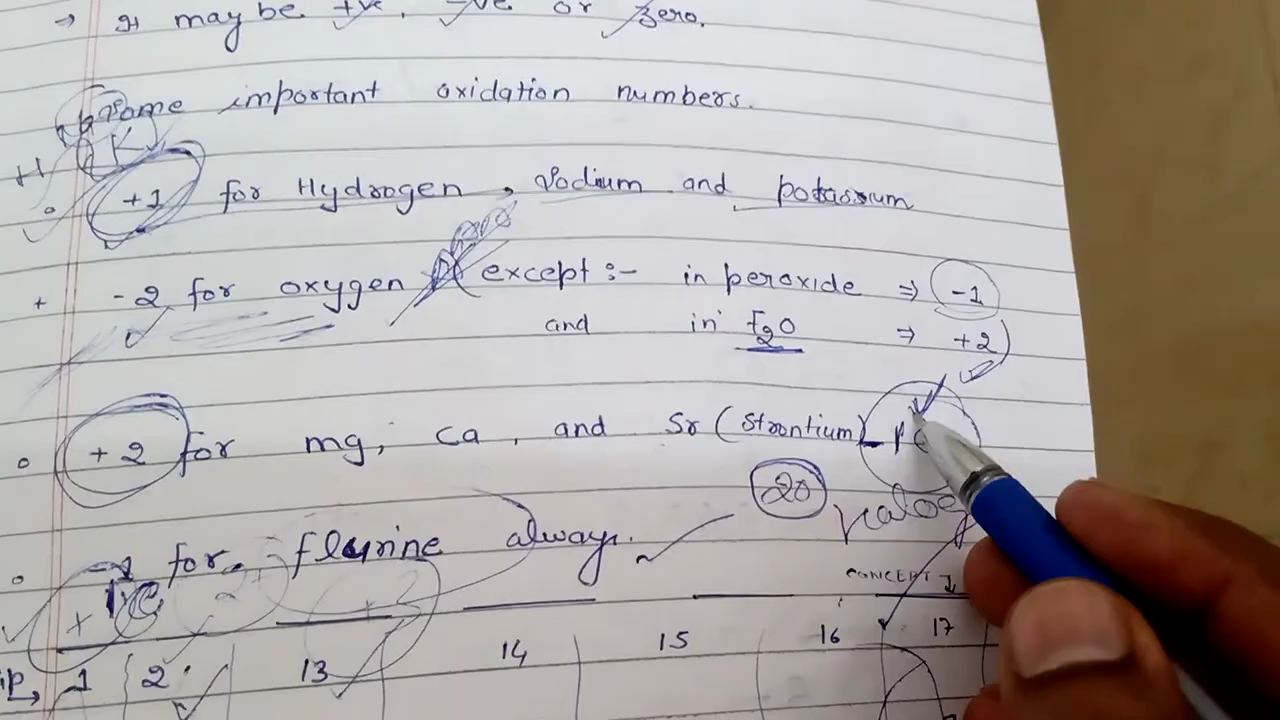 → It may be +ve, -ve or zero.
Some important oxidation numbers.
H K
+1 for Hydrogen, Sodium and potassium
-2 for oxygen except :- in peroxide ⇒ -1
and in F2O ⇒ +2
+2 for mg, Ca, and Sr (Strontium)
20
-1 for flurine always.
CONCEPT ↓
1 2 13 14 15 16 17